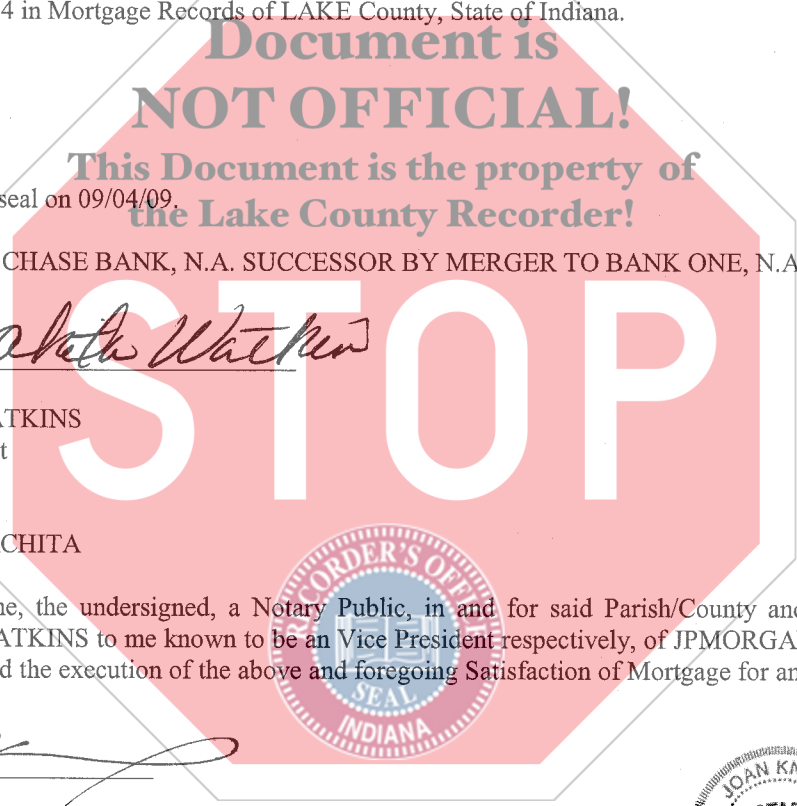 4 in Mortgage Records of LAKE County, State of Indiana.
Document is
NOT OFFICIAL!
This Document is the property of
seal on 09/04/09.
the Lake County Recorder!
CHASE BANK, N.A. SUCCESSOR BY MERGER TO BANK ONE, N.A
STOP
Watkins
ATKINS
t
CHITA
RECORDER'S OFFICE
ne, the undersigned, a Notary Public, in and for said Parish/County and
ATKINS to me known to be an Vice President respectively, of JPMORGA
d the execution of the above and foregoing Satisfaction of Mortgage for an
SEAL
INDIANA
JOAN KN